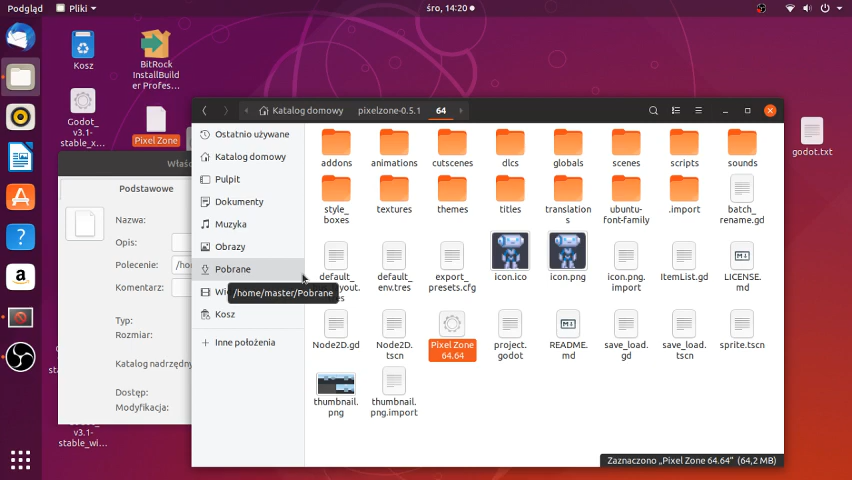 Podgląd
Pliki
śro, 14:20
Kosz
BitRock
InstallBuild
er Profes...
Godot_
v3.1-
stable_x...
Pixel Zone
godot.txt
Właś
Podstawowe
Nazwa:
Opis:
Polecenie: /ho
Komentarz:
Typ:
Rozmiar:
Katalog nadrzędny
Dostęp:
Modyfikacja:
v3.1-
stable_wi...
Katalog domowy
pixelzone-0.5.1
64
Ostatnio używane
Katalog domowy
Pulpit
Dokumenty
Muzyka
Obrazy
Pobrane
/home/master/Pobrane
Kosz
Inne położenia
addons
animations
cutscenes
dlcs
globals
scenes
scripts
sounds
style_
boxes
textures
themes
titles
translation
s
ubuntu-
font-family
.import
batch_
rename.gd
default_
env.tres
export_
presets.cfg
icon.ico
icon.png
icon.png.
import
ItemList.gd
LICENSE.
md
Node2D.gd
Node2D.
tscn
Pixel Zone
64.64
project.
godot
README.
md
save_load.
gd
save_load.
tscn
sprite.tscn
thumbnail.
png
thumbnail.
png.import
Zaznaczono „Pixel Zone 64.64” (64,2 MB)